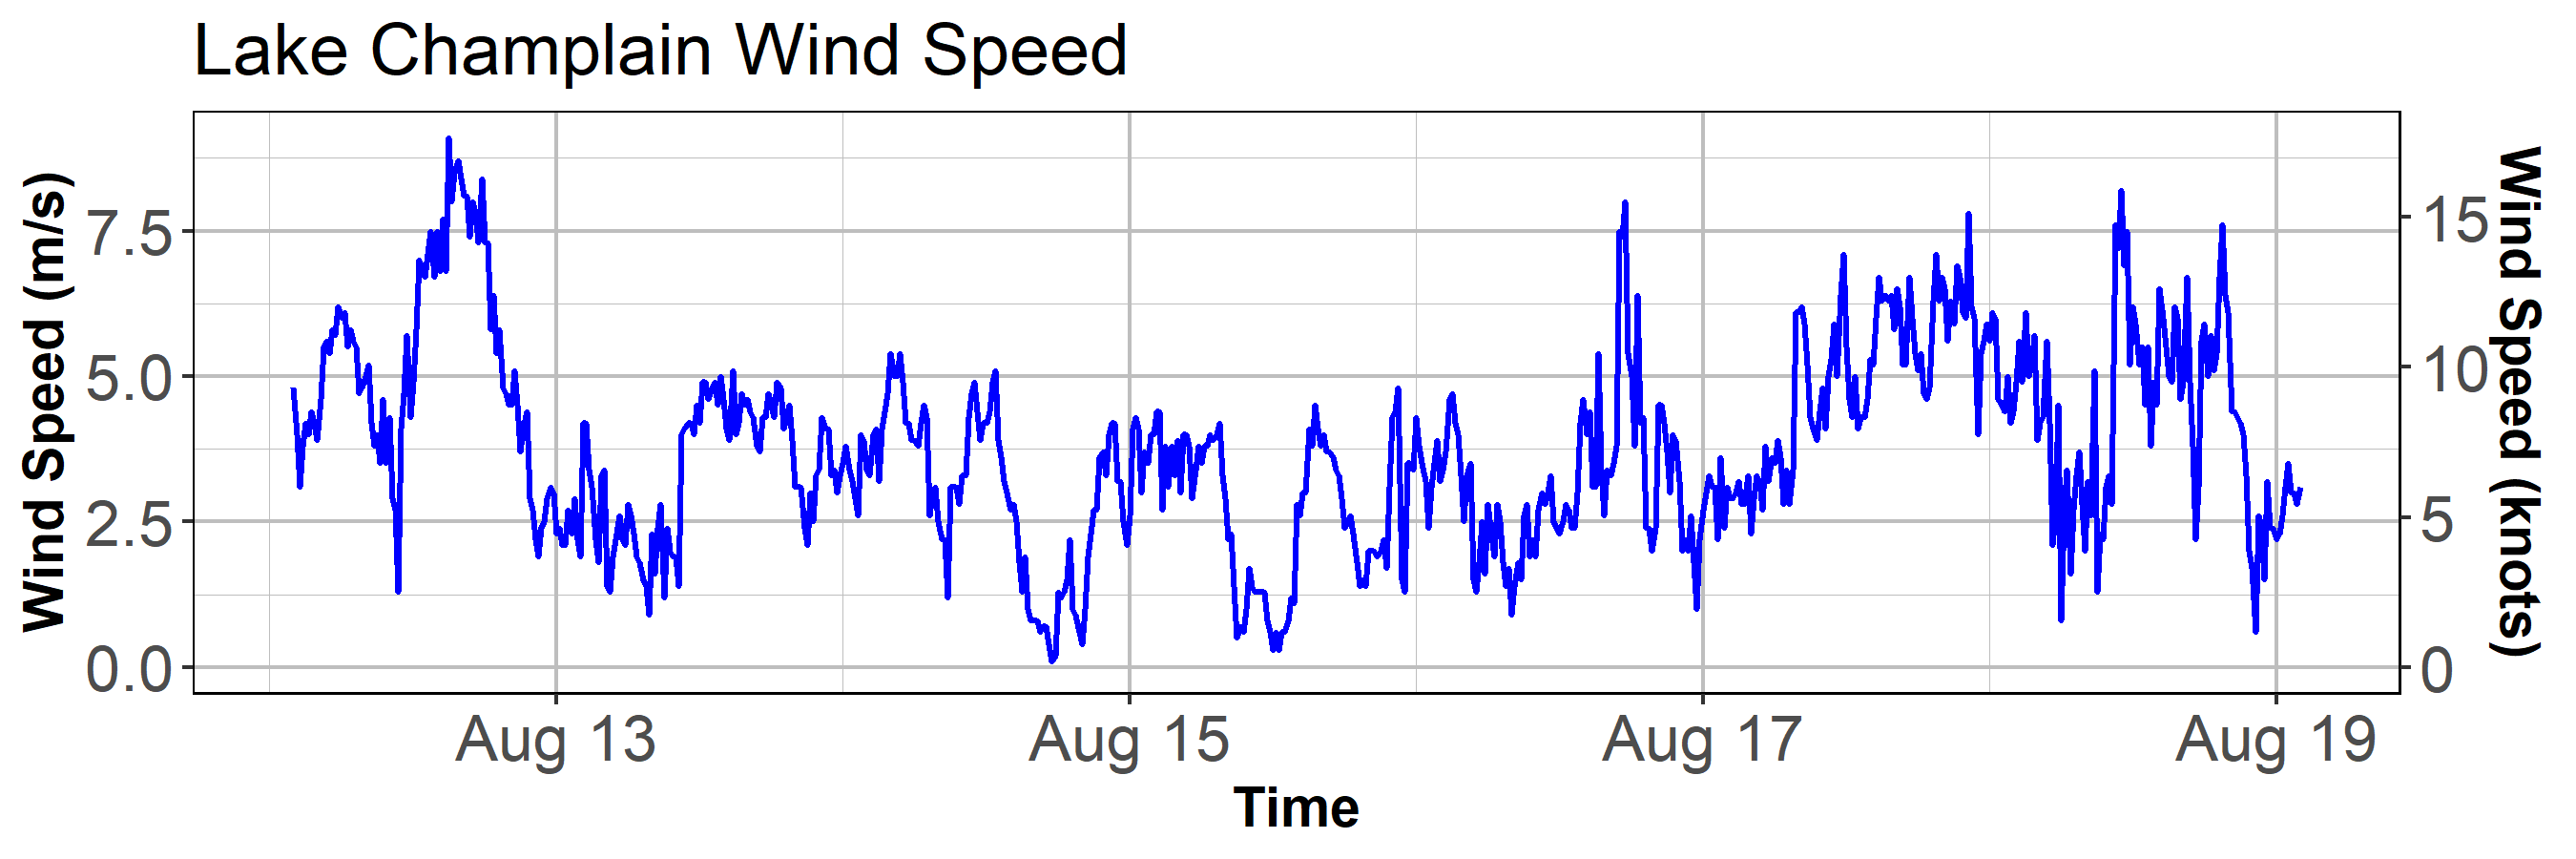 Lake Champlain Wind Speed
Wind Speed (m/s)
7.5
5.0
2.5
0.0
15
10
5
0
Wind Speed (knots)
Aug 13
Aug 15
Aug 17
Aug 19
Time